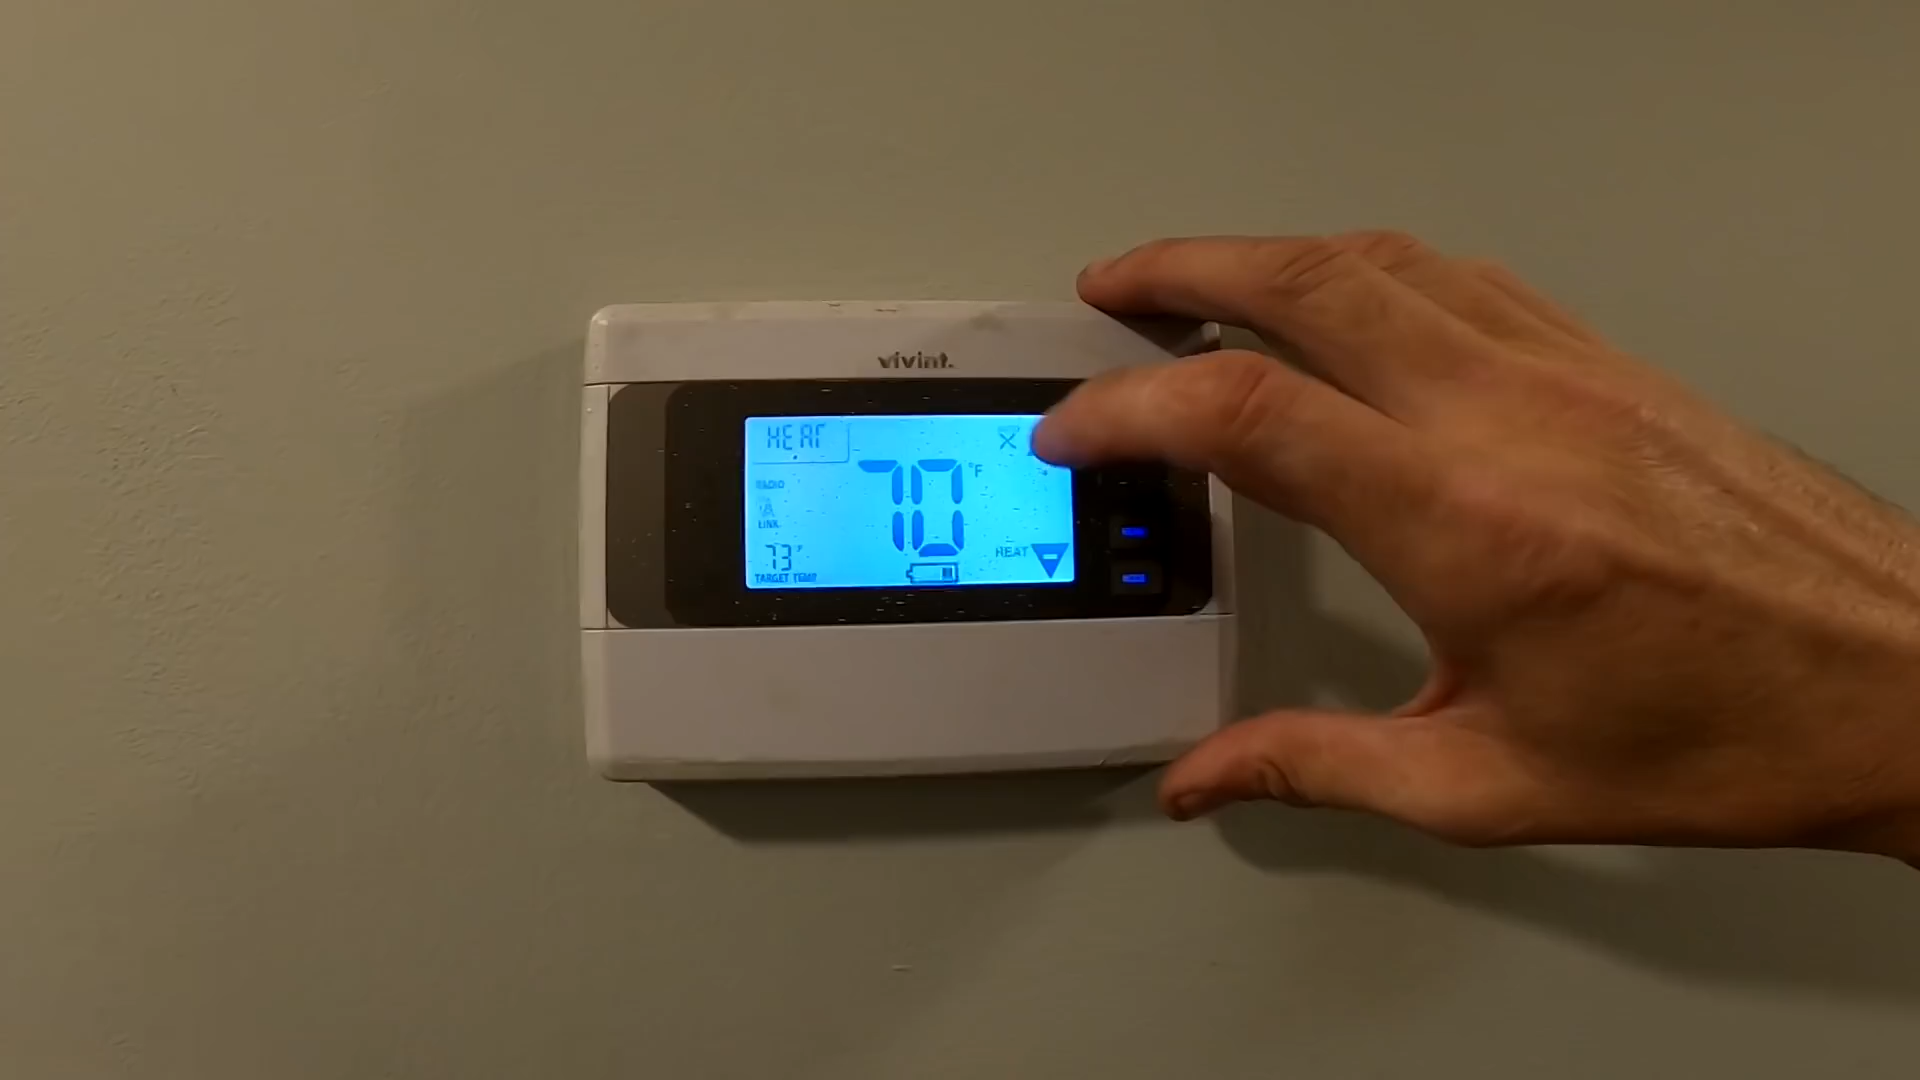 vivint.
HEAT
70 °F
RADIO
LINK
HEAT
73 °F
TARGET TEMP